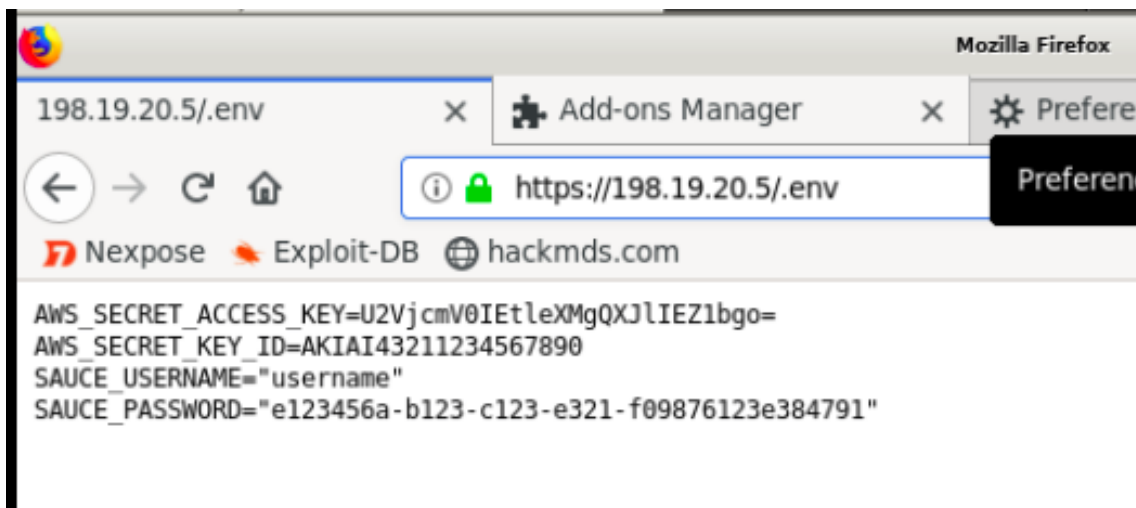 Mozilla Firefox
198.19.20.5/.env
Add-ons Manager
Prefere
https://198.19.20.5/.env
Preferen
Nexpose Exploit-DB hackmds.com
AWS_SECRET_ACCESS_KEY=U2VjcmV0IEtleXMgQXJlIEZ1bgo=
AWS_SECRET_KEY_ID=AKIAI43211234567890
SAUCE_USERNAME="username"
SAUCE_PASSWORD="e123456a-b123-c123-e321-f09876123e384791"